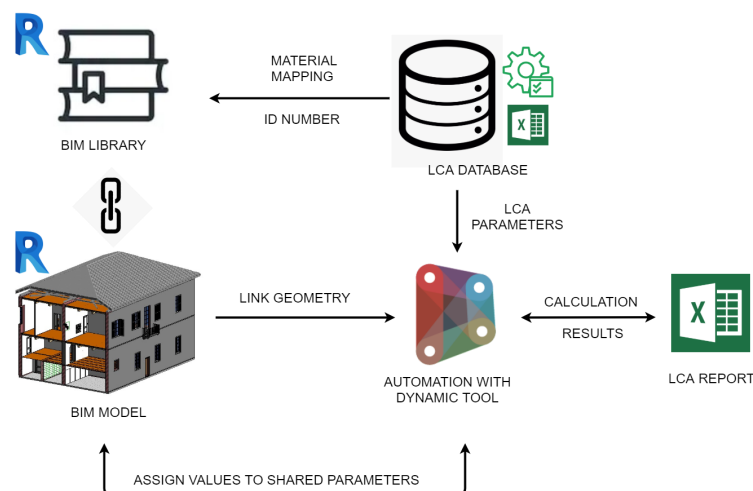 R
MATERIAL
MAPPING
ID NUMBER
BIM LIBRARY
X
LCA DATABASE
LCA
PARAMETERS
R
LINK GEOMETRY
CALCULATION
RESULTS
X
AUTOMATION WITH
DYNAMIC TOOL
LCA REPORT
BIM MODEL
ASSIGN VALUES TO SHARED PARAMETERS